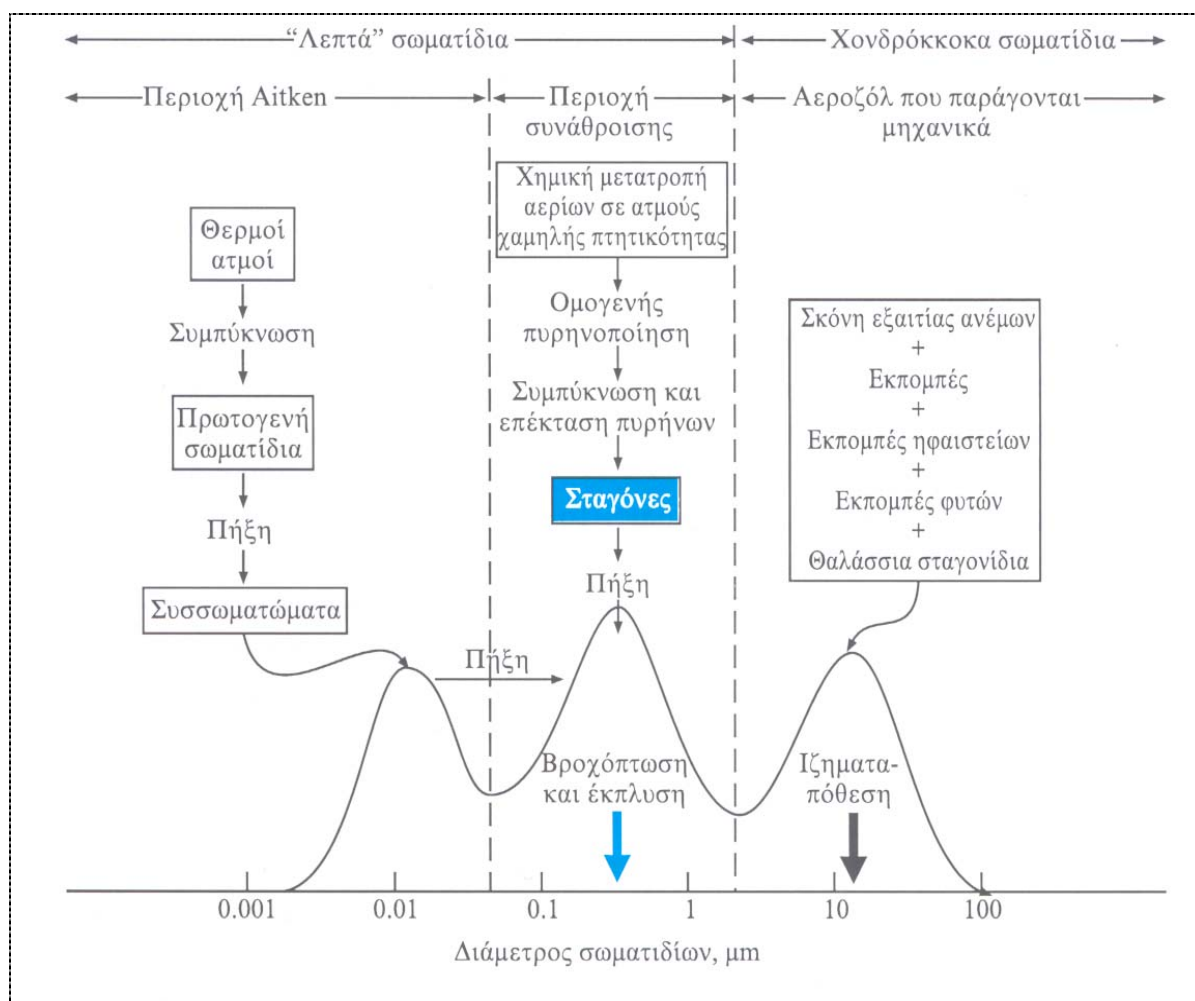 “Λεπτά” σωματίδια
Χονδρόκκοκα σωματίδια
Περιοχή Aitken
Περιοχή
συνάθροισης
Αεροζόλ που παράγονται
μηχανικά
Θερμοί
ατμοί
Συμπύκνωση
Πρωτογενή
σωματίδια
Πήξη
Συσσωματώματα
Χημική μετατροπή
αερίων σε ατμούς
χαμηλής πτητικότητας
Ομογενής
πυρηνοποίηση
Συμπύκνωση και
επέκταση πυρήνων
Σταγόνες
Πήξη
Πήξη
Σκόνη εξαιτίας ανέμων
+
Εκπομπές
+
Εκπομπές ηφαιστείων
+
Εκπομπές φυτών
+
Θαλάσσια σταγονίδια
Βροχόπτωση
και έκπλυση
Ιζηματα-
πόθεση
0.001 0.01 0.1 1 10 100
Διάμετρος σωματιδίων, μm